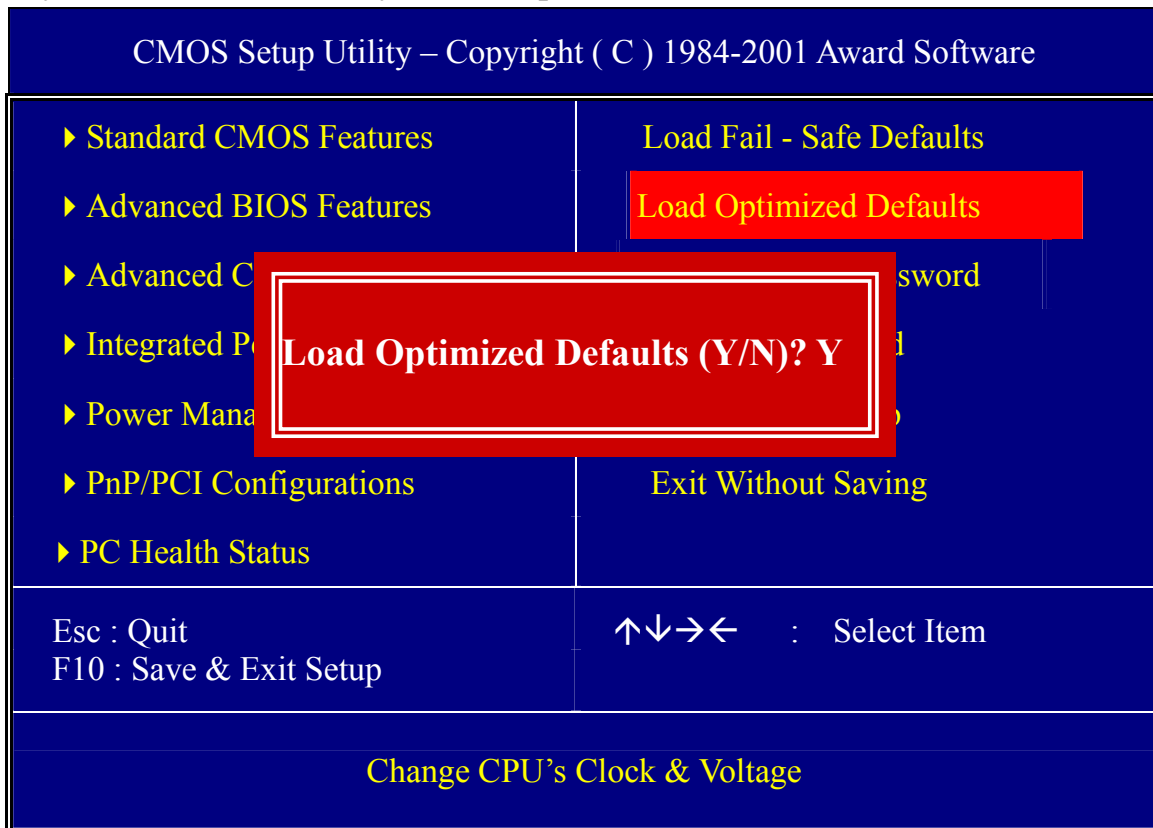 CMOS Setup Utility – Copyright ( C ) 1984-2001 Award Software
Standard CMOS Features
Advanced BIOS Features
Advanced C
Integrated P
Power Mana
PnP/PCI Configurations
PC Health Status
Load Fail - Safe Defaults
Load Optimized Defaults
sword
Exit Without Saving
Load Optimized Defaults (Y/N)? Y
Esc : Quit
F10 : Save & Exit Setup
↑↓→← : Select Item
Change CPU’s Clock & Voltage